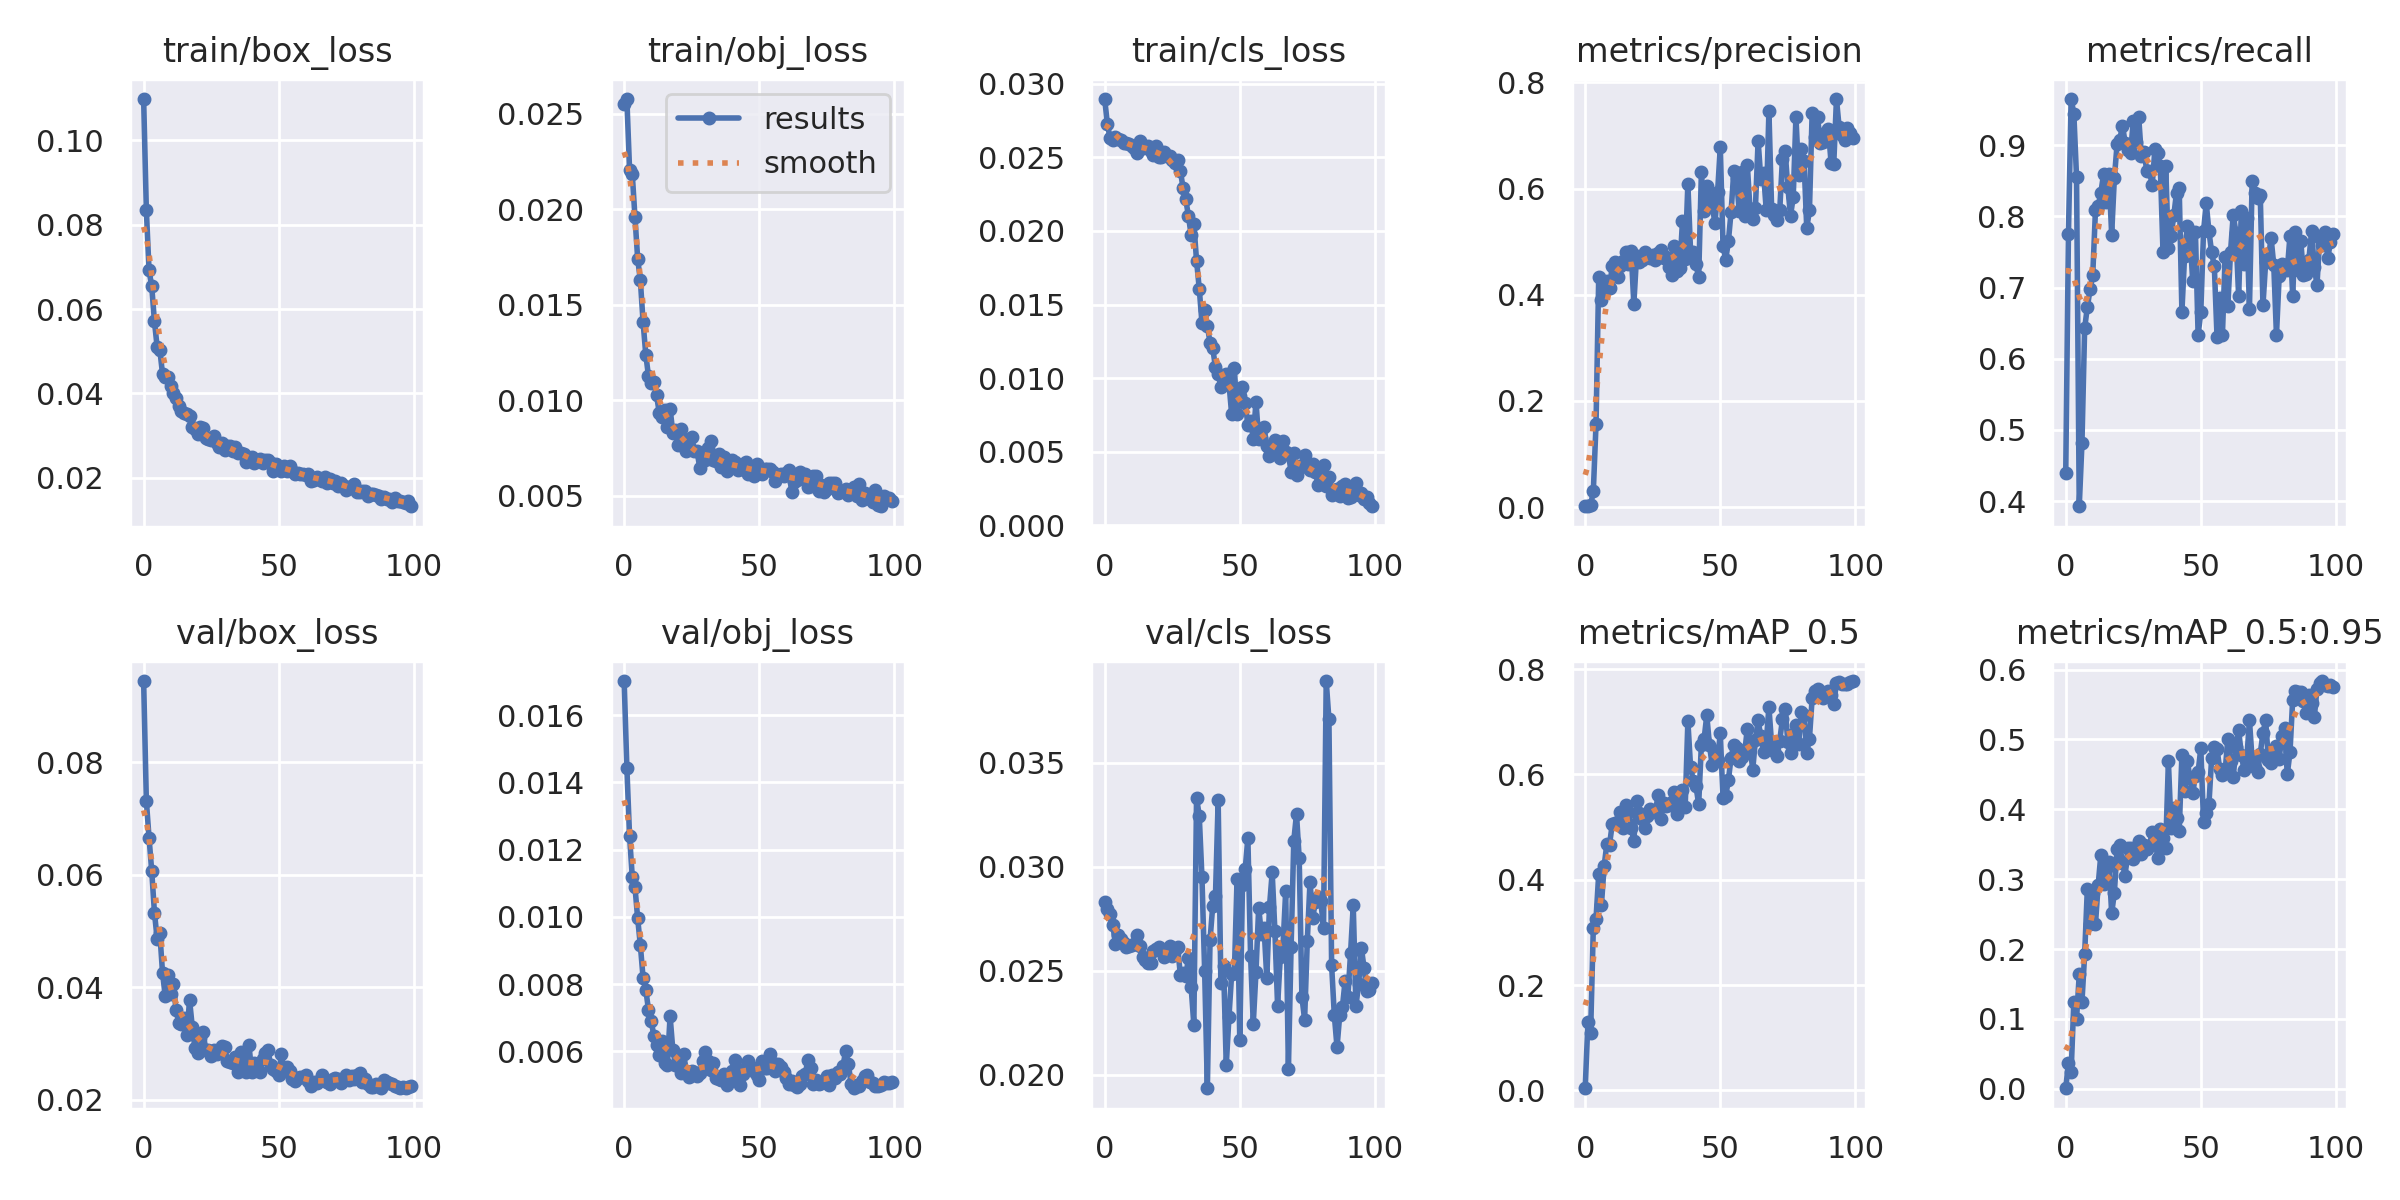 train/box_loss
0.10
0.08
0.06
0.04
0.02
0 50 100
train/obj_loss
results
smooth
0.025
0.020
0.015
0.010
0.005
0 50 100
train/cls_loss
0.030
0.025
0.020
0.015
0.010
0.005
0.000
0 50 100
metrics/precision
0.8
0.6
0.4
0.2
0.0
0 50 100
metrics/recall
0.9
0.8
0.7
0.6
0.5
0.4
0 50 100
val/box_loss
0.08
0.06
0.04
0.02
0 50 100
val/obj_loss
0.016
0.014
0.012
0.010
0.008
0.006
0 50 100
val/cls_loss
0.035
0.030
0.025
0.020
0 50 100
metrics/mAP_0.5
0.8
0.6
0.4
0.2
0.0
0 50 100
metrics/mAP_0.5:0.95
0.6
0.5
0.4
0.3
0.2
0.1
0.0
0 50 100